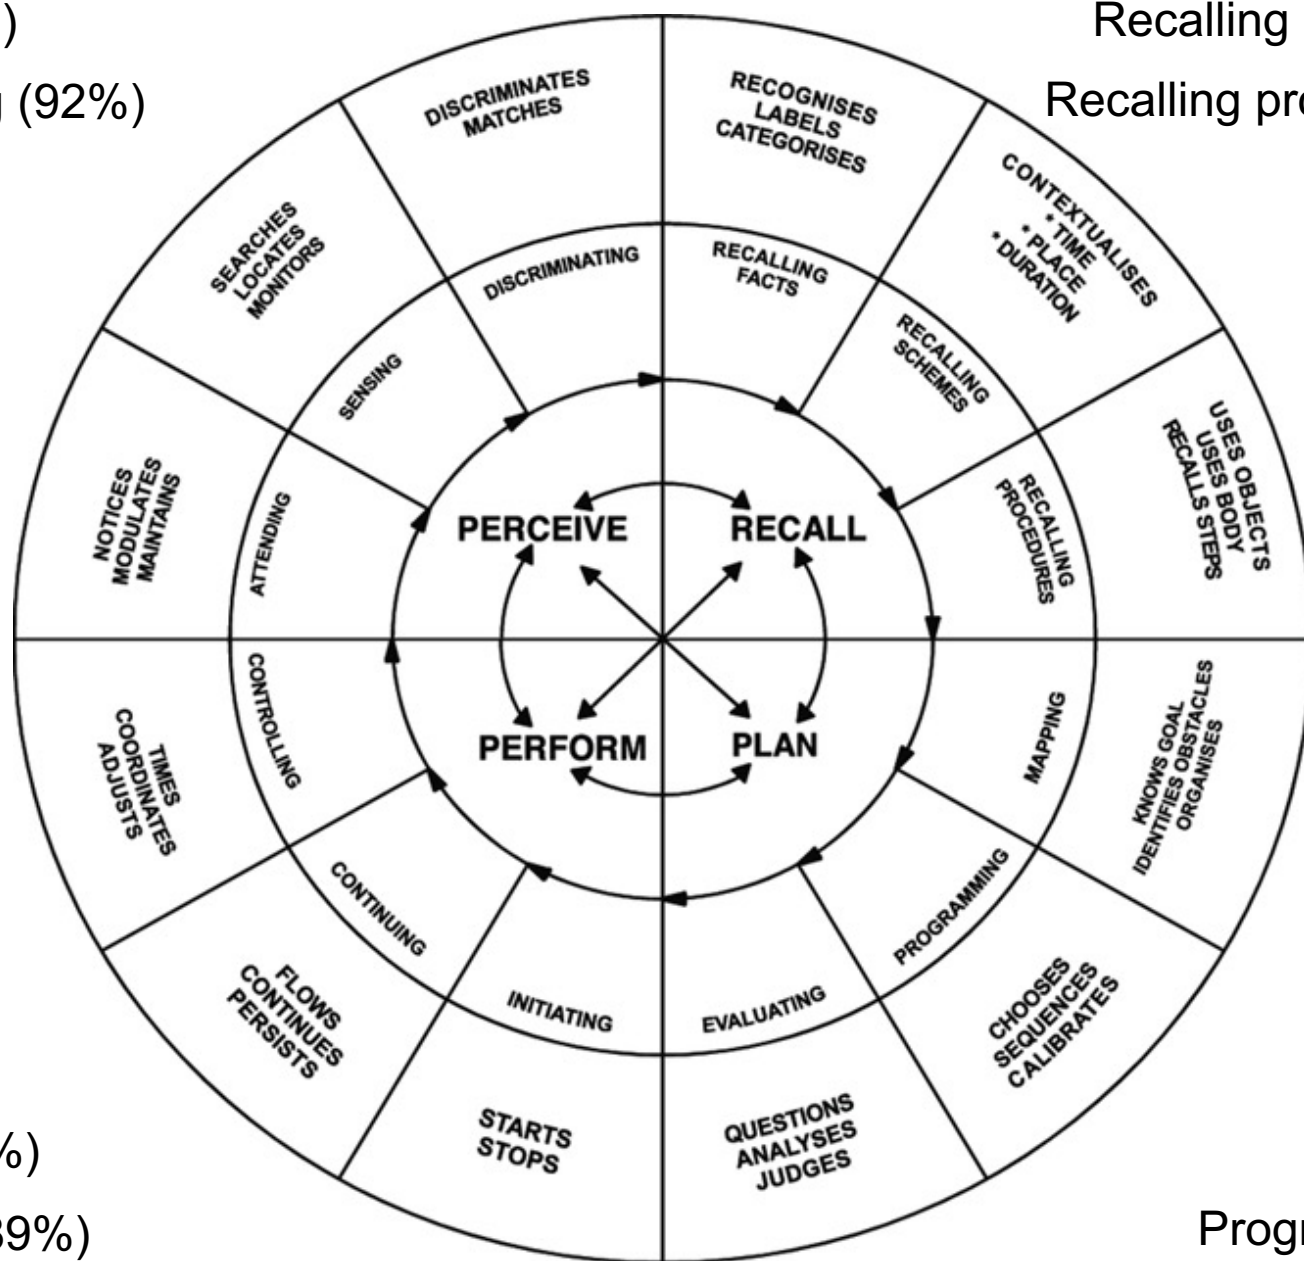 )
Recalling
(92%)
Recalling
DISCRIMINATES
MATCHES
RECOGNISES
LABELS
CATEGORISES
CONTEXTUALISES
* TIME
* PLACE
* DURATION
USES OBJECTS
USES BODY
RECALLS STEPS
KNOWS GOAL
IDENTIFIES OBSTACLES
ORGANISES
CHOOSES
SEQUENCES
CALIBRATES
QUESTIONS
ANALYSES
JUDGES
STARTS
STOPS
FLOWS
CONTINUES
PERSISTS
TIMES
COORDINATES
ADJUSTS
NOTICES
MODULATES
MAINTAINS
SEARCHES
LOCATES
MONITORS
DISCRIMINATING
RECALLING
FACTS
RECALLING
SCHEMES
RECALLING
PROCEDURES
MAPPING
PROGRAMMING
EVALUATING
INITIATING
CONTINUING
CONTROLLING
ATTENDING
SENSING
PERCEIVE
RECALL
PERFORM
PLAN
%)
39%)
Progr